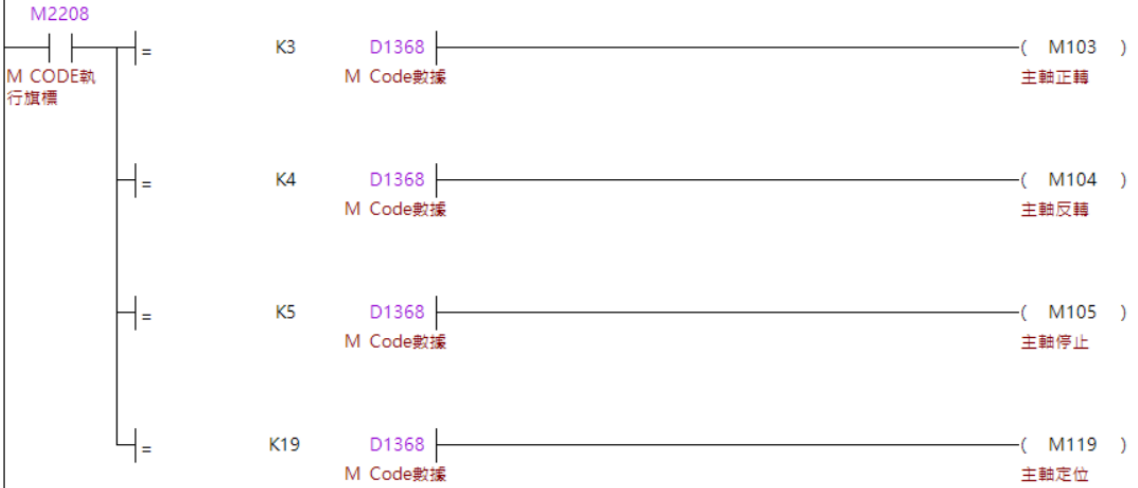 M2208
= K3 D1368 ( M103 )
M CODE執
行旗標
M Code數據 主軸正轉
= K4 D1368 ( M104 )
M Code數據 主軸反轉
= K5 D1368 ( M105 )
M Code數據 主軸停止
= K19 D1368 ( M119 )
M Code數據 主軸定位